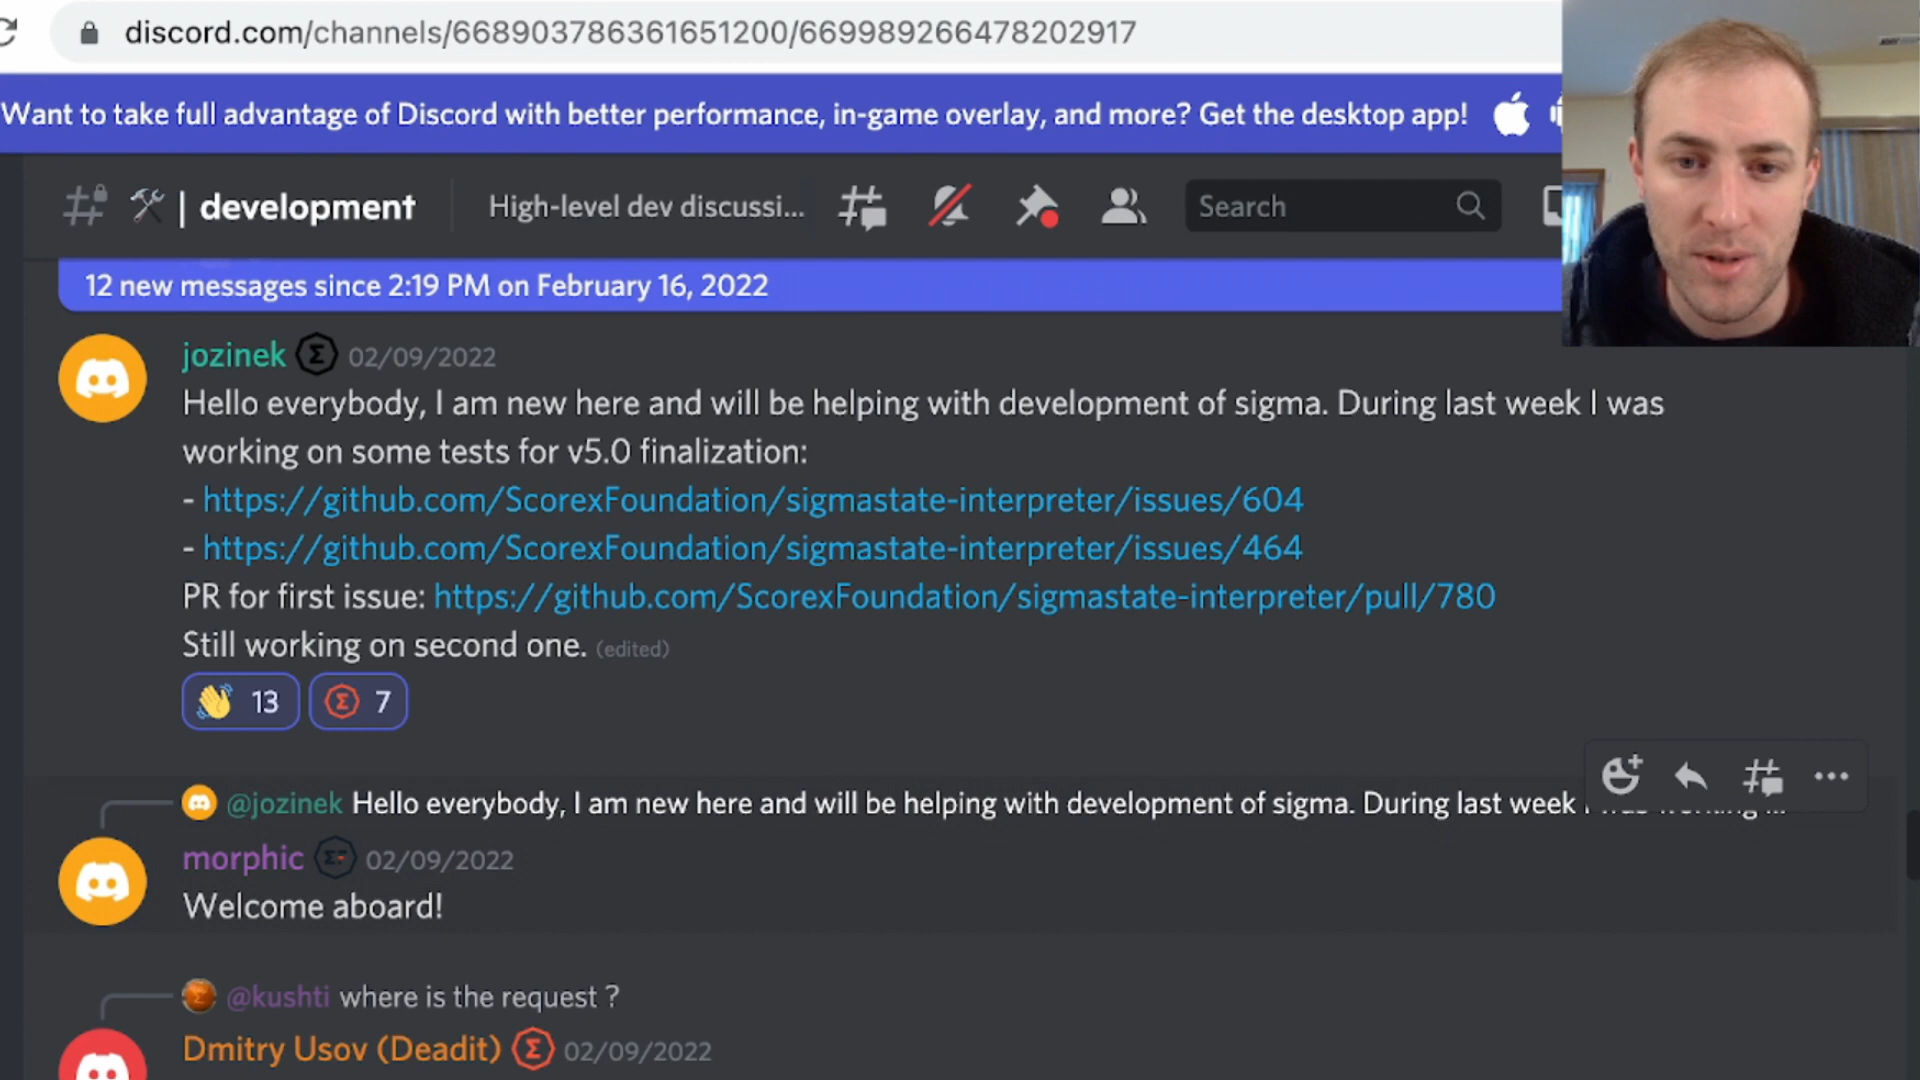 discord.com/channels/668903786361651200/669989266478202917
Want to take full advantage of Discord with better performance, in-game overlay, and more? Get the desktop app!
| development
High-level dev discussi...
Search
12 new messages since 2:19 PM on February 16, 2022
jozinek Σ 02/09/2022
Hello everybody, I am new here and will be helping with development of sigma. During last week I was
working on some tests for v5.0 finalization:
- https://github.com/ScorexFoundation/sigmastate-interpreter/issues/604
- https://github.com/ScorexFoundation/sigmastate-interpreter/issues/464
PR for first issue: https://github.com/ScorexFoundation/sigmastate-interpreter/pull/780
Still working on second one. (edited)
13
Σ 7
@jozinek Hello everybody, I am new here and will be helping with development of sigma. During last week
morphic 02/09/2022
Welcome aboard!
@kushti where is the request ?
Dmitry Usov (Deadit) Σ 02/09/2022